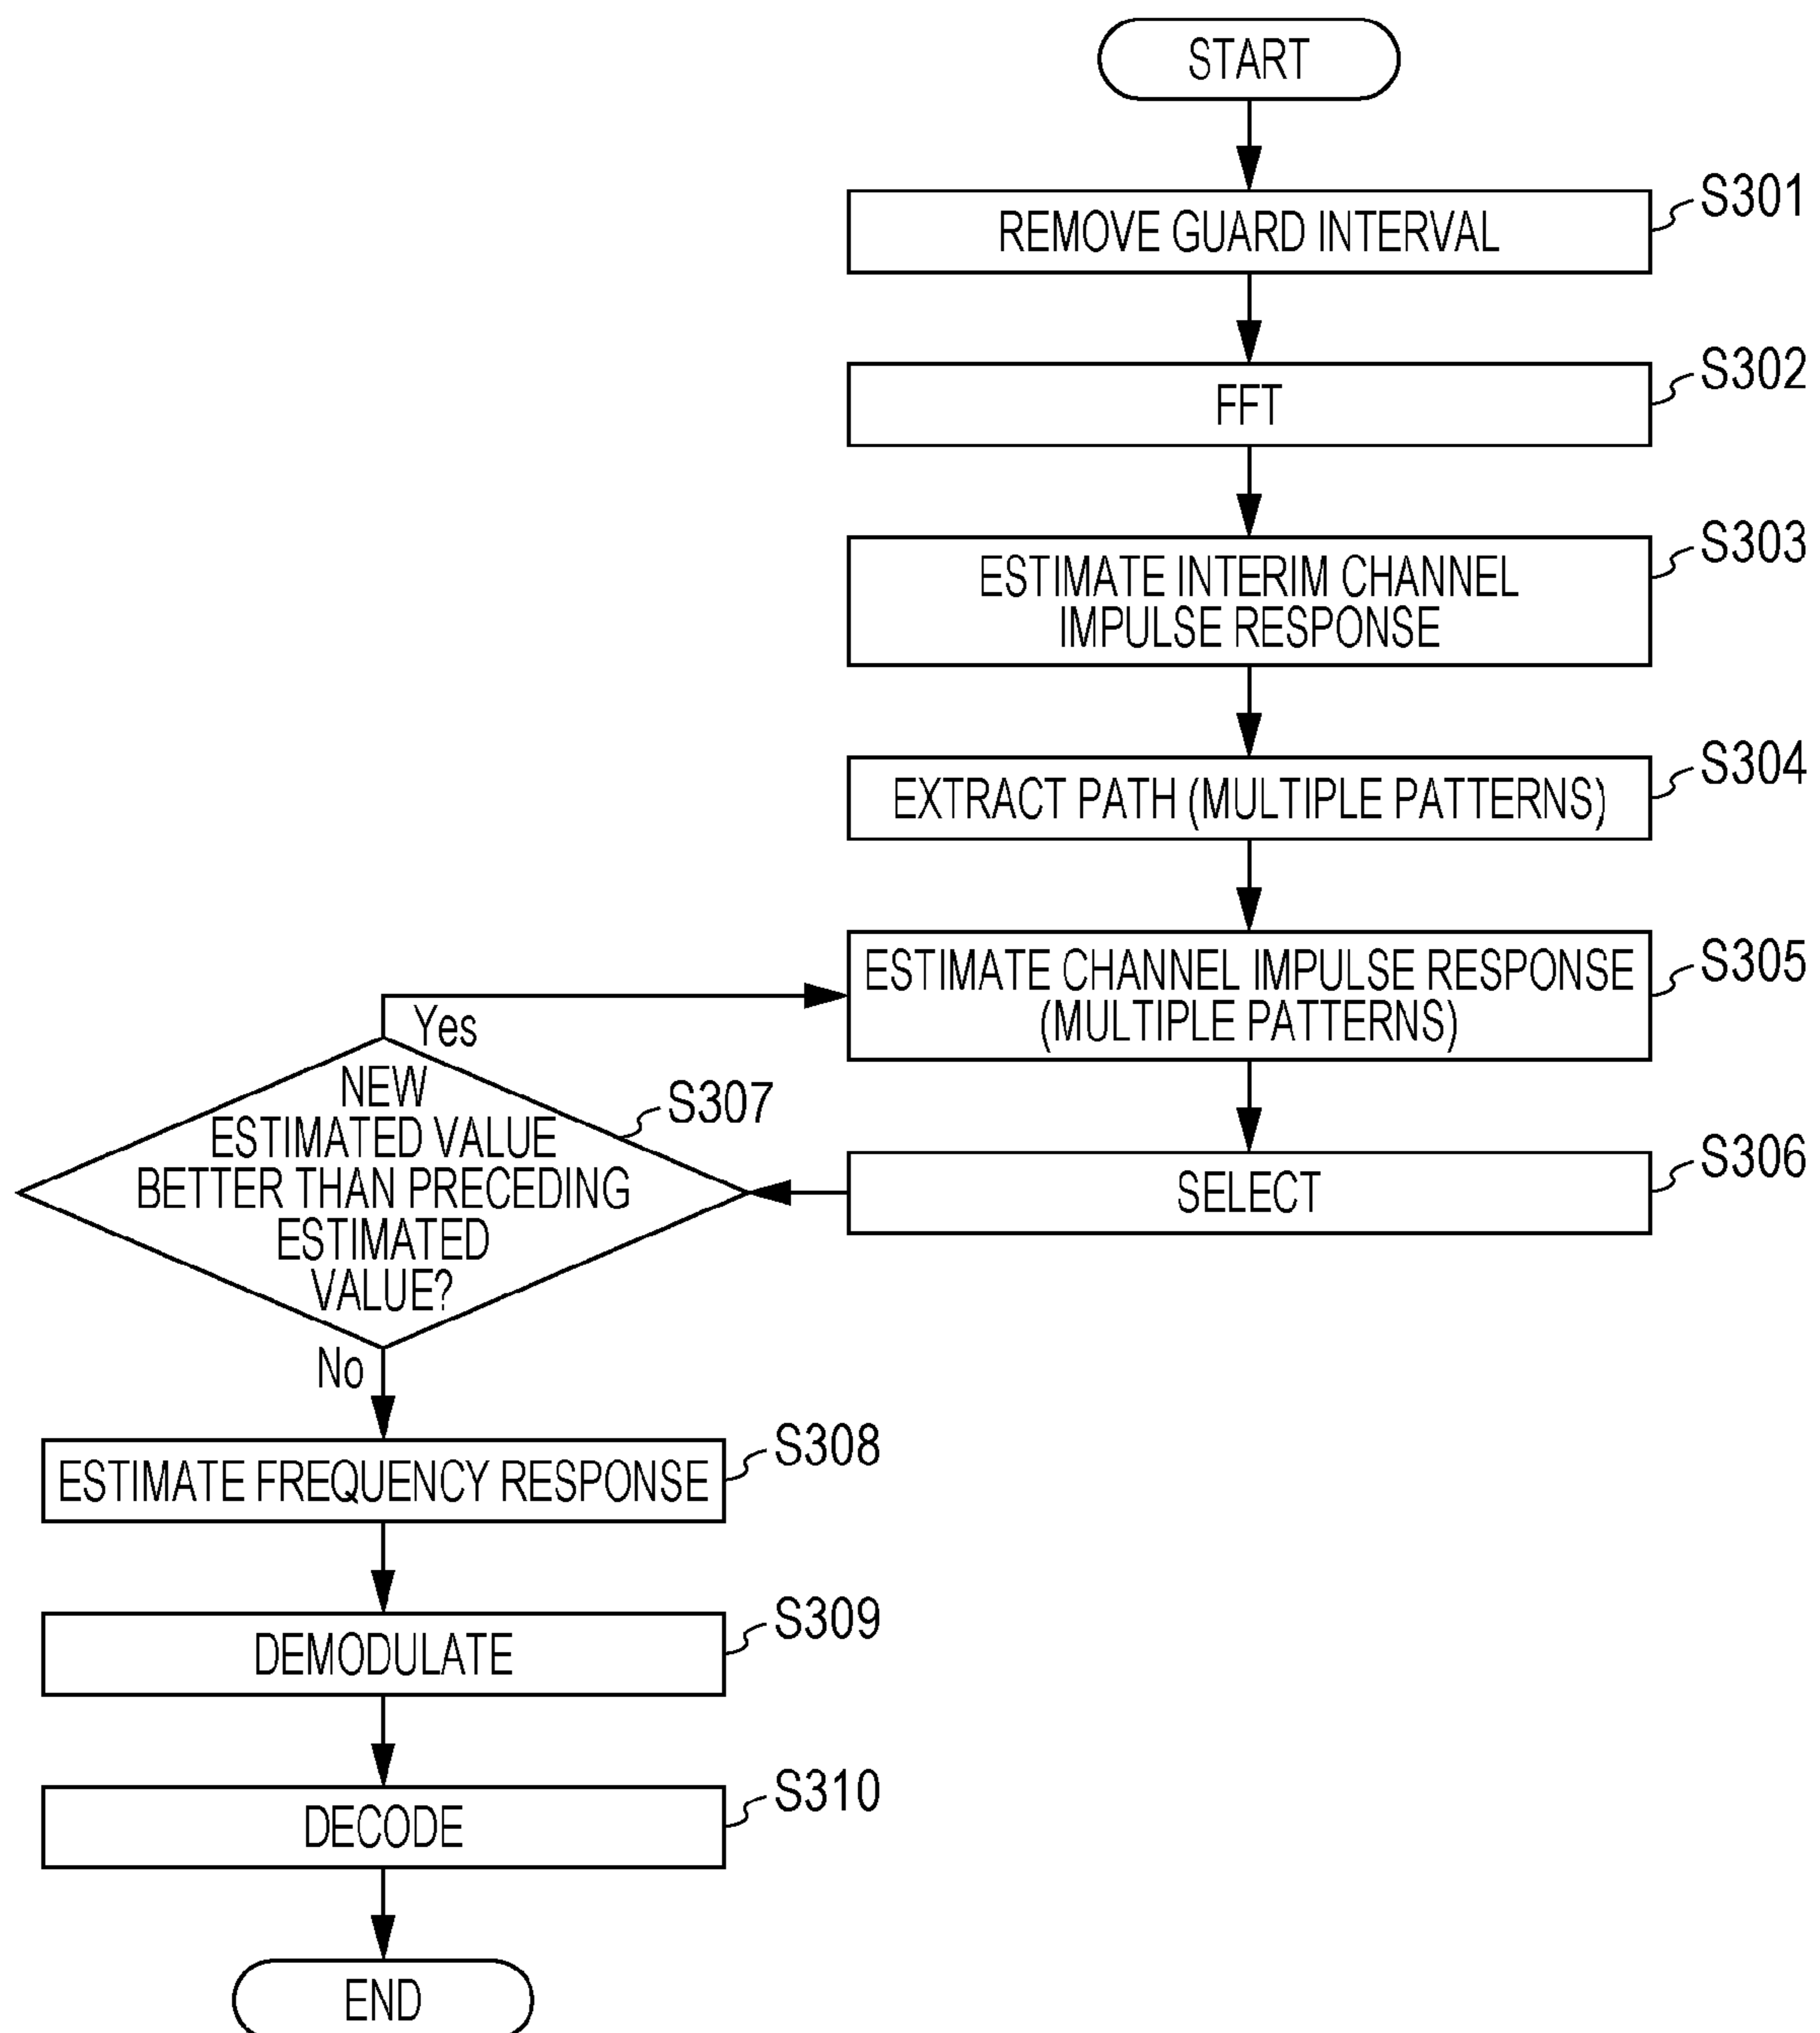 START
REMOVE GUARD INTERVAL
S301
FFT
S302
ESTIMATE INTERIM CHANNEL
IMPULSE RESPONSE
S303
EXTRACT PATH (MULTIPLE PATTERNS)
S304
ESTIMATE CHANNEL IMPULSE RESPONSE
(MULTIPLE PATTERNS)
S305
SELECT
S306
Yes
NEW
ESTIMATED VALUE
BETTER THAN PRECEDING
ESTIMATED
VALUE?
S307
No
ESTIMATE FREQUENCY RESPONSE
S308
DEMODULATE
S309
DECODE
S310
END